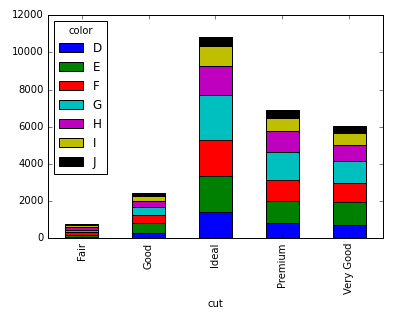 12000
10000
8000
6000
4000
2000
0
color
D
E
F
G
H
I
J
Fair
Good
Ideal
Premium
Very Good
cut